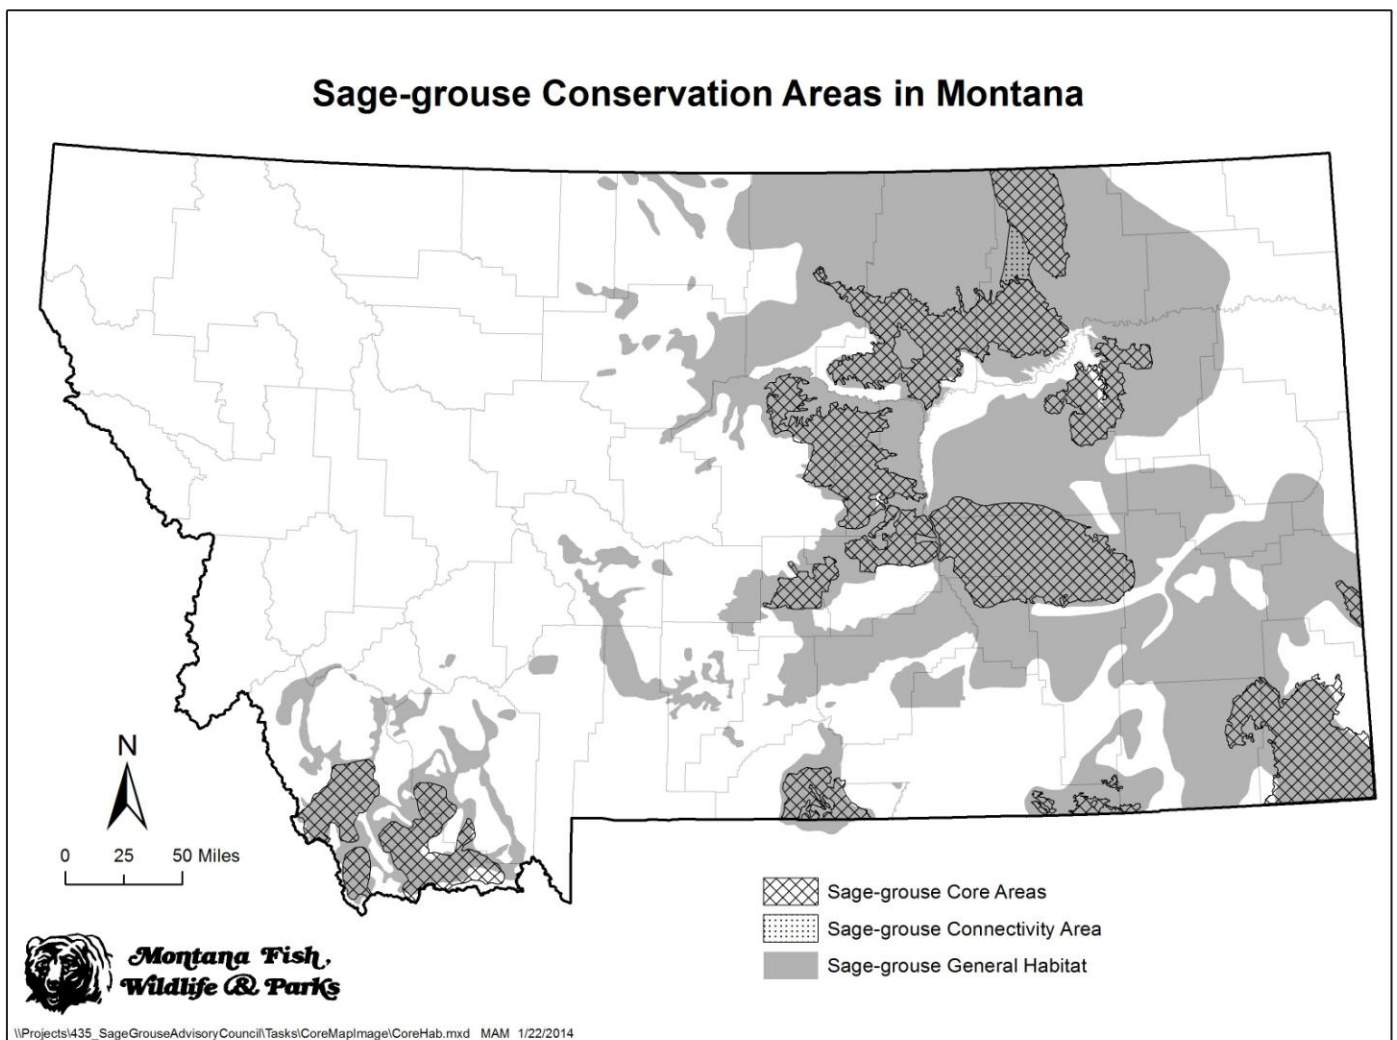 Sage-grouse Conservation Areas in Montana
N
0 25 50 Miles
Sage-grouse Core Areas
Sage-grouse Connectivity Area
Sage-grouse General Habitat
Montana Fish,
Wildlife & Parks
\\Projects\435_SageGrouseAdvisoryCouncil\Tasks\CoreMapImage\CoreHab.mxd MAM 1/22/2014